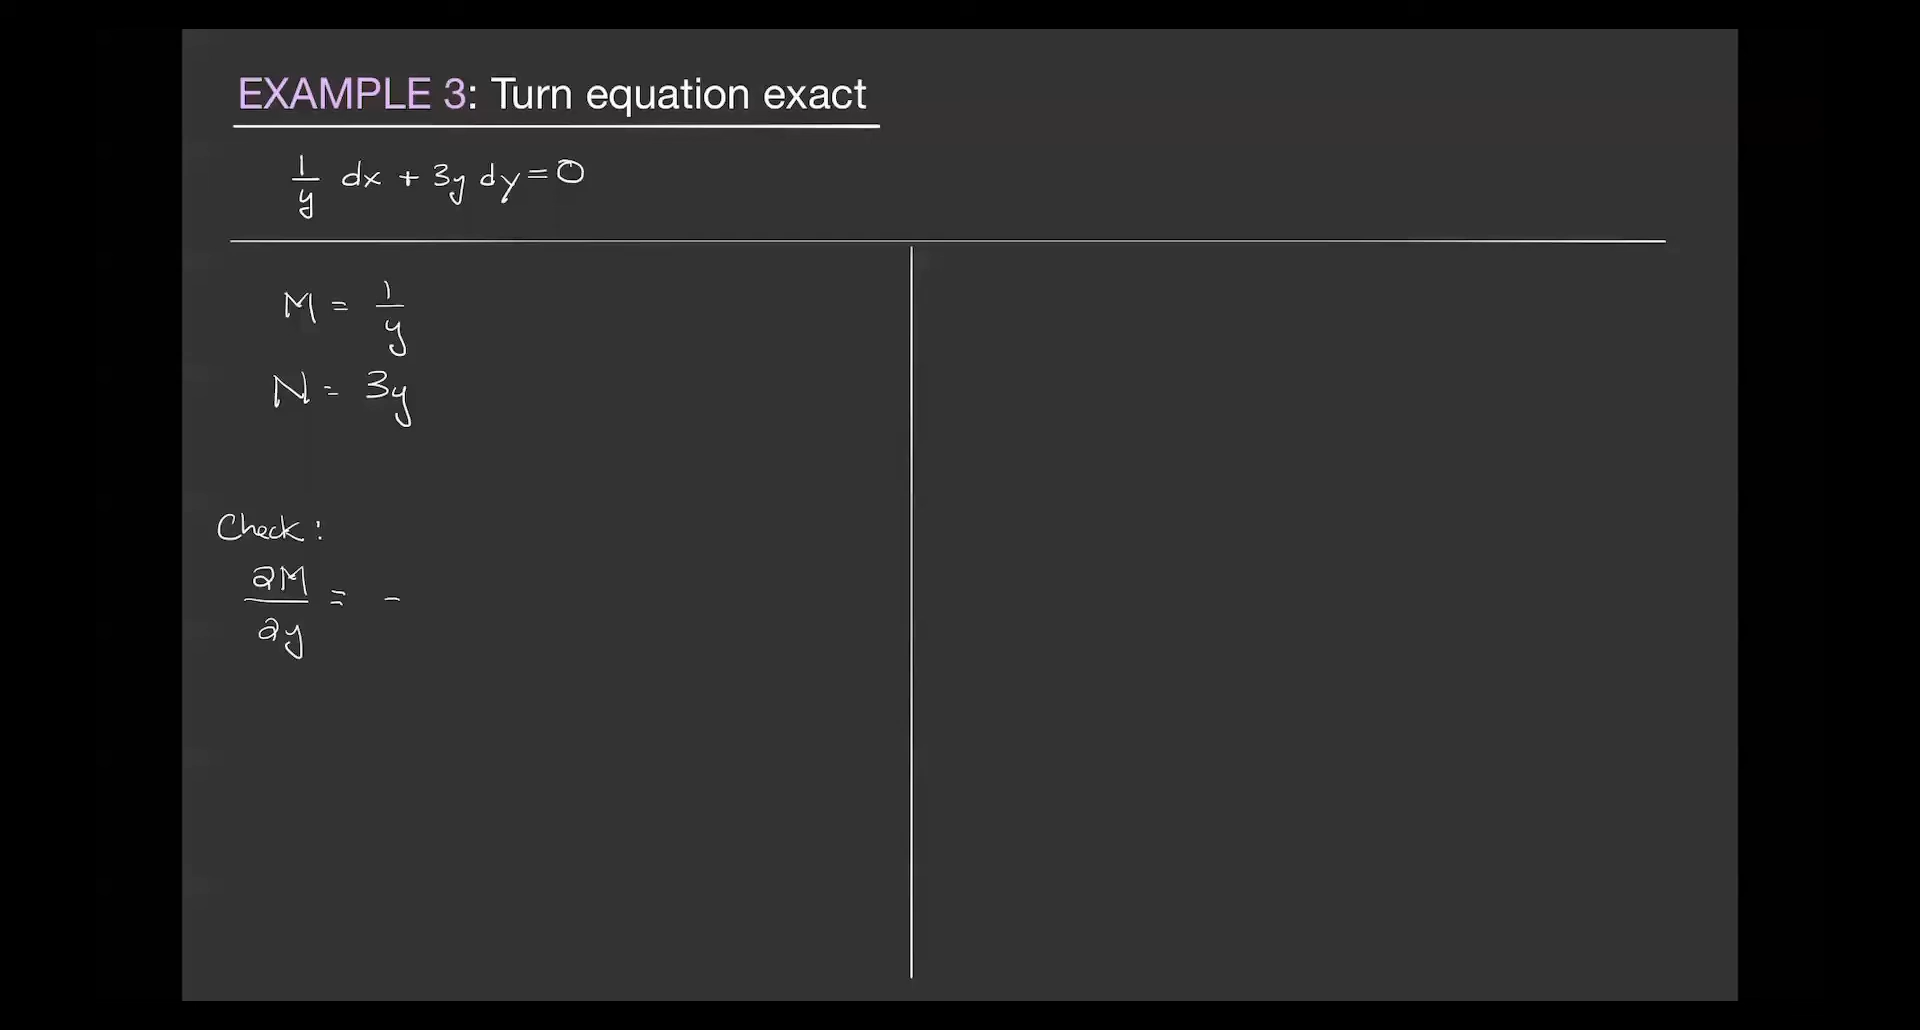 EXAMPLE 3: Turn equation exact
1/y dx + 3y dy = 0
M = 1/y
N = 3y
Check:
∂M/∂y = -